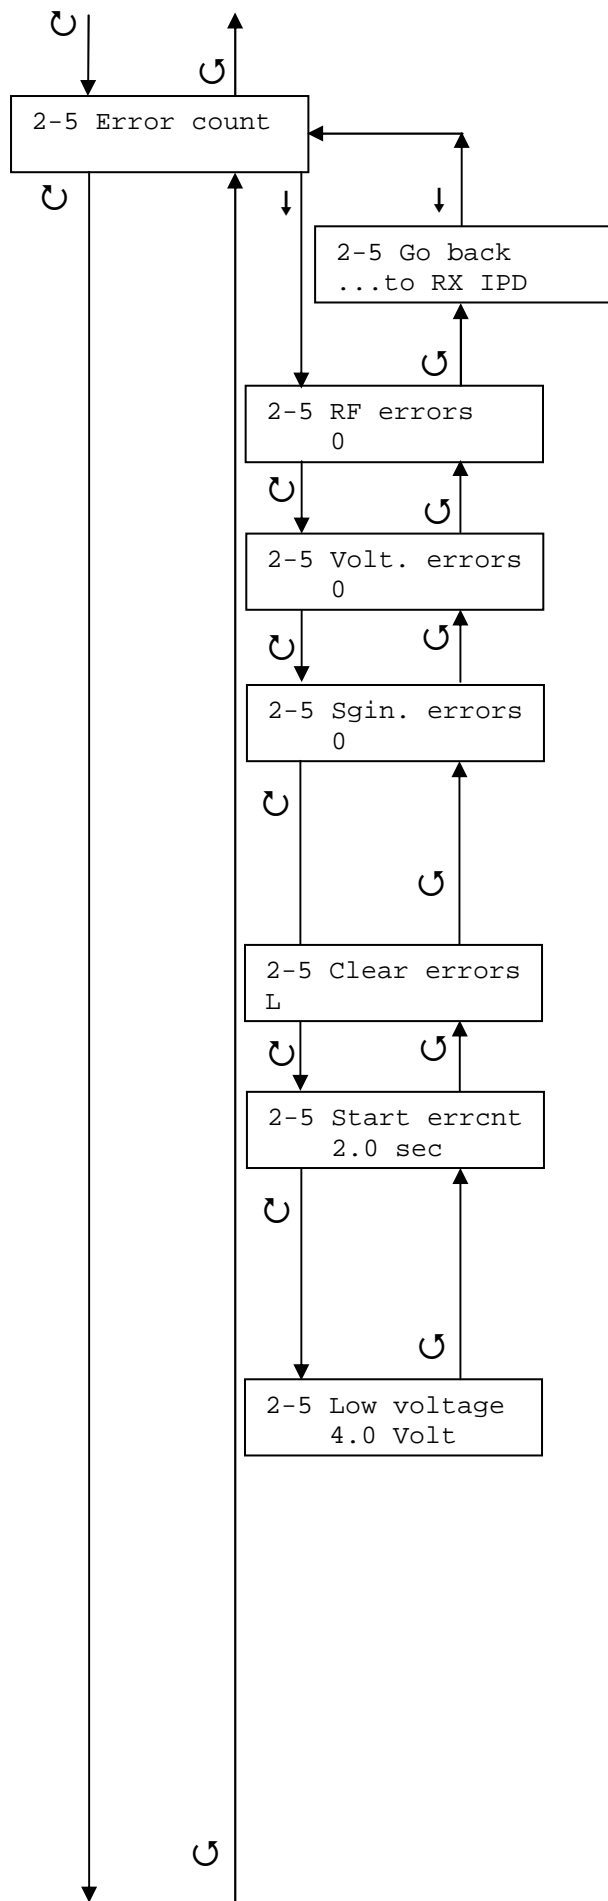 2-5 Error count
2-5 Go back
...to RX IPD
2-5 RF errors
0
2-5 Volt. errors
0
2-5 Sgin. errors
0
2-5 Clear errors
L
2-5 Start errcnt
2.0 sec
2-5 Low voltage
4.0 Volt